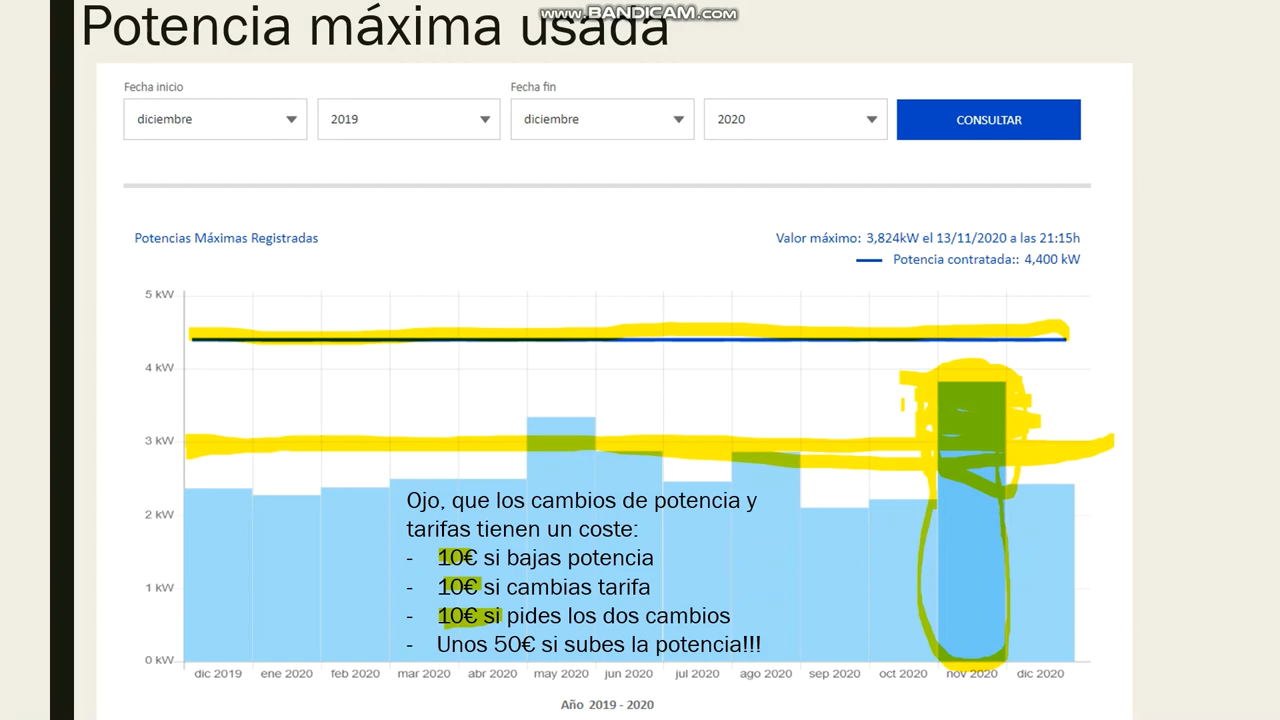 www.BANDICAM.com
Potencia máxima usada
Fecha inicio
Fecha fin
diciembre
2019
diciembre
2020
CONSULTAR
Potencias Máximas Registradas
Valor máximo: 3,824kW el 13/11/2020 a las 21:15h
Potencia contratada:: 4,400 kW
5 kW
4 kW
3 kW
2 kW
1 kW
0 kW
Ojo, que los cambios de potencia y
tarifas tienen un coste:
- 10€ si bajas potencia
- 10€ si cambias tarifa
- 10€ si pides los dos cambios
- Unos 50€ si subes la potencia!!!
dic 2019 ene 2020 feb 2020 mar 2020 abr 2020 may 2020 jun 2020 jul 2020 ago 2020 sep 2020 oct 2020 nov 2020 dic 2020
Año 2019 - 2020